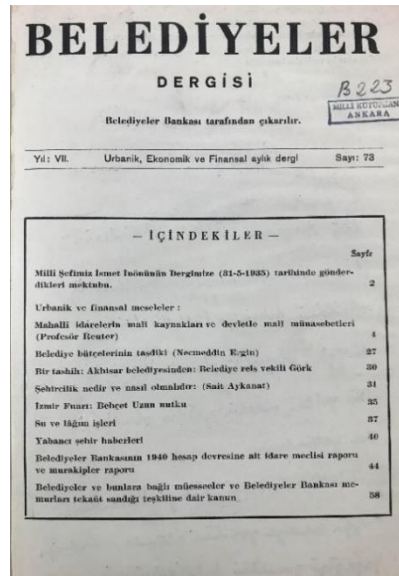 BELEDİYELER
DERGİSİ
B 223
MİLLİ KÜTÜPHANE
ANKARA
Belediyeler Bankası tarafından çıkarılır.
Yıl: VII. Urbanik, Ekonomik ve Finansal aylık dergi Sayı: 73
— İÇİNDEKİLER —
Sayfa
Milli Şefimiz İsmet İnönünün Dergimize (31-5-1935) tarihinde gönder-
dikleri mektubu. 2
Urbanik ve finansal meseleler :
Mahalli idarelerin mali kaynakları ve devletle mali münasebetleri
(Profesör Reuter) 4
Belediye bütçelerinin tasdiki (Necmeddin Ergin) 27
Bir tashih: Akhisar belediyesinden: Belediye reis vekili Görk 30
Şehircilik nedir ve nasıl olmalıdır: (Sait Aykanat) 31
İzmir Fuarı: Behçet Uzun nutku 35
Su ve lâğım işleri 37
Yabancı şehir haberleri 40
Belediyeler Bankasının 1940 hesap devresine ait idare meclisi raporu
ve murakipler raporu 44
Belediyeler ve bunlara bağlı müesseseler ve Belediyeler Bankası me-
murları tekaüt sandığı teşkiline dair kanun 58